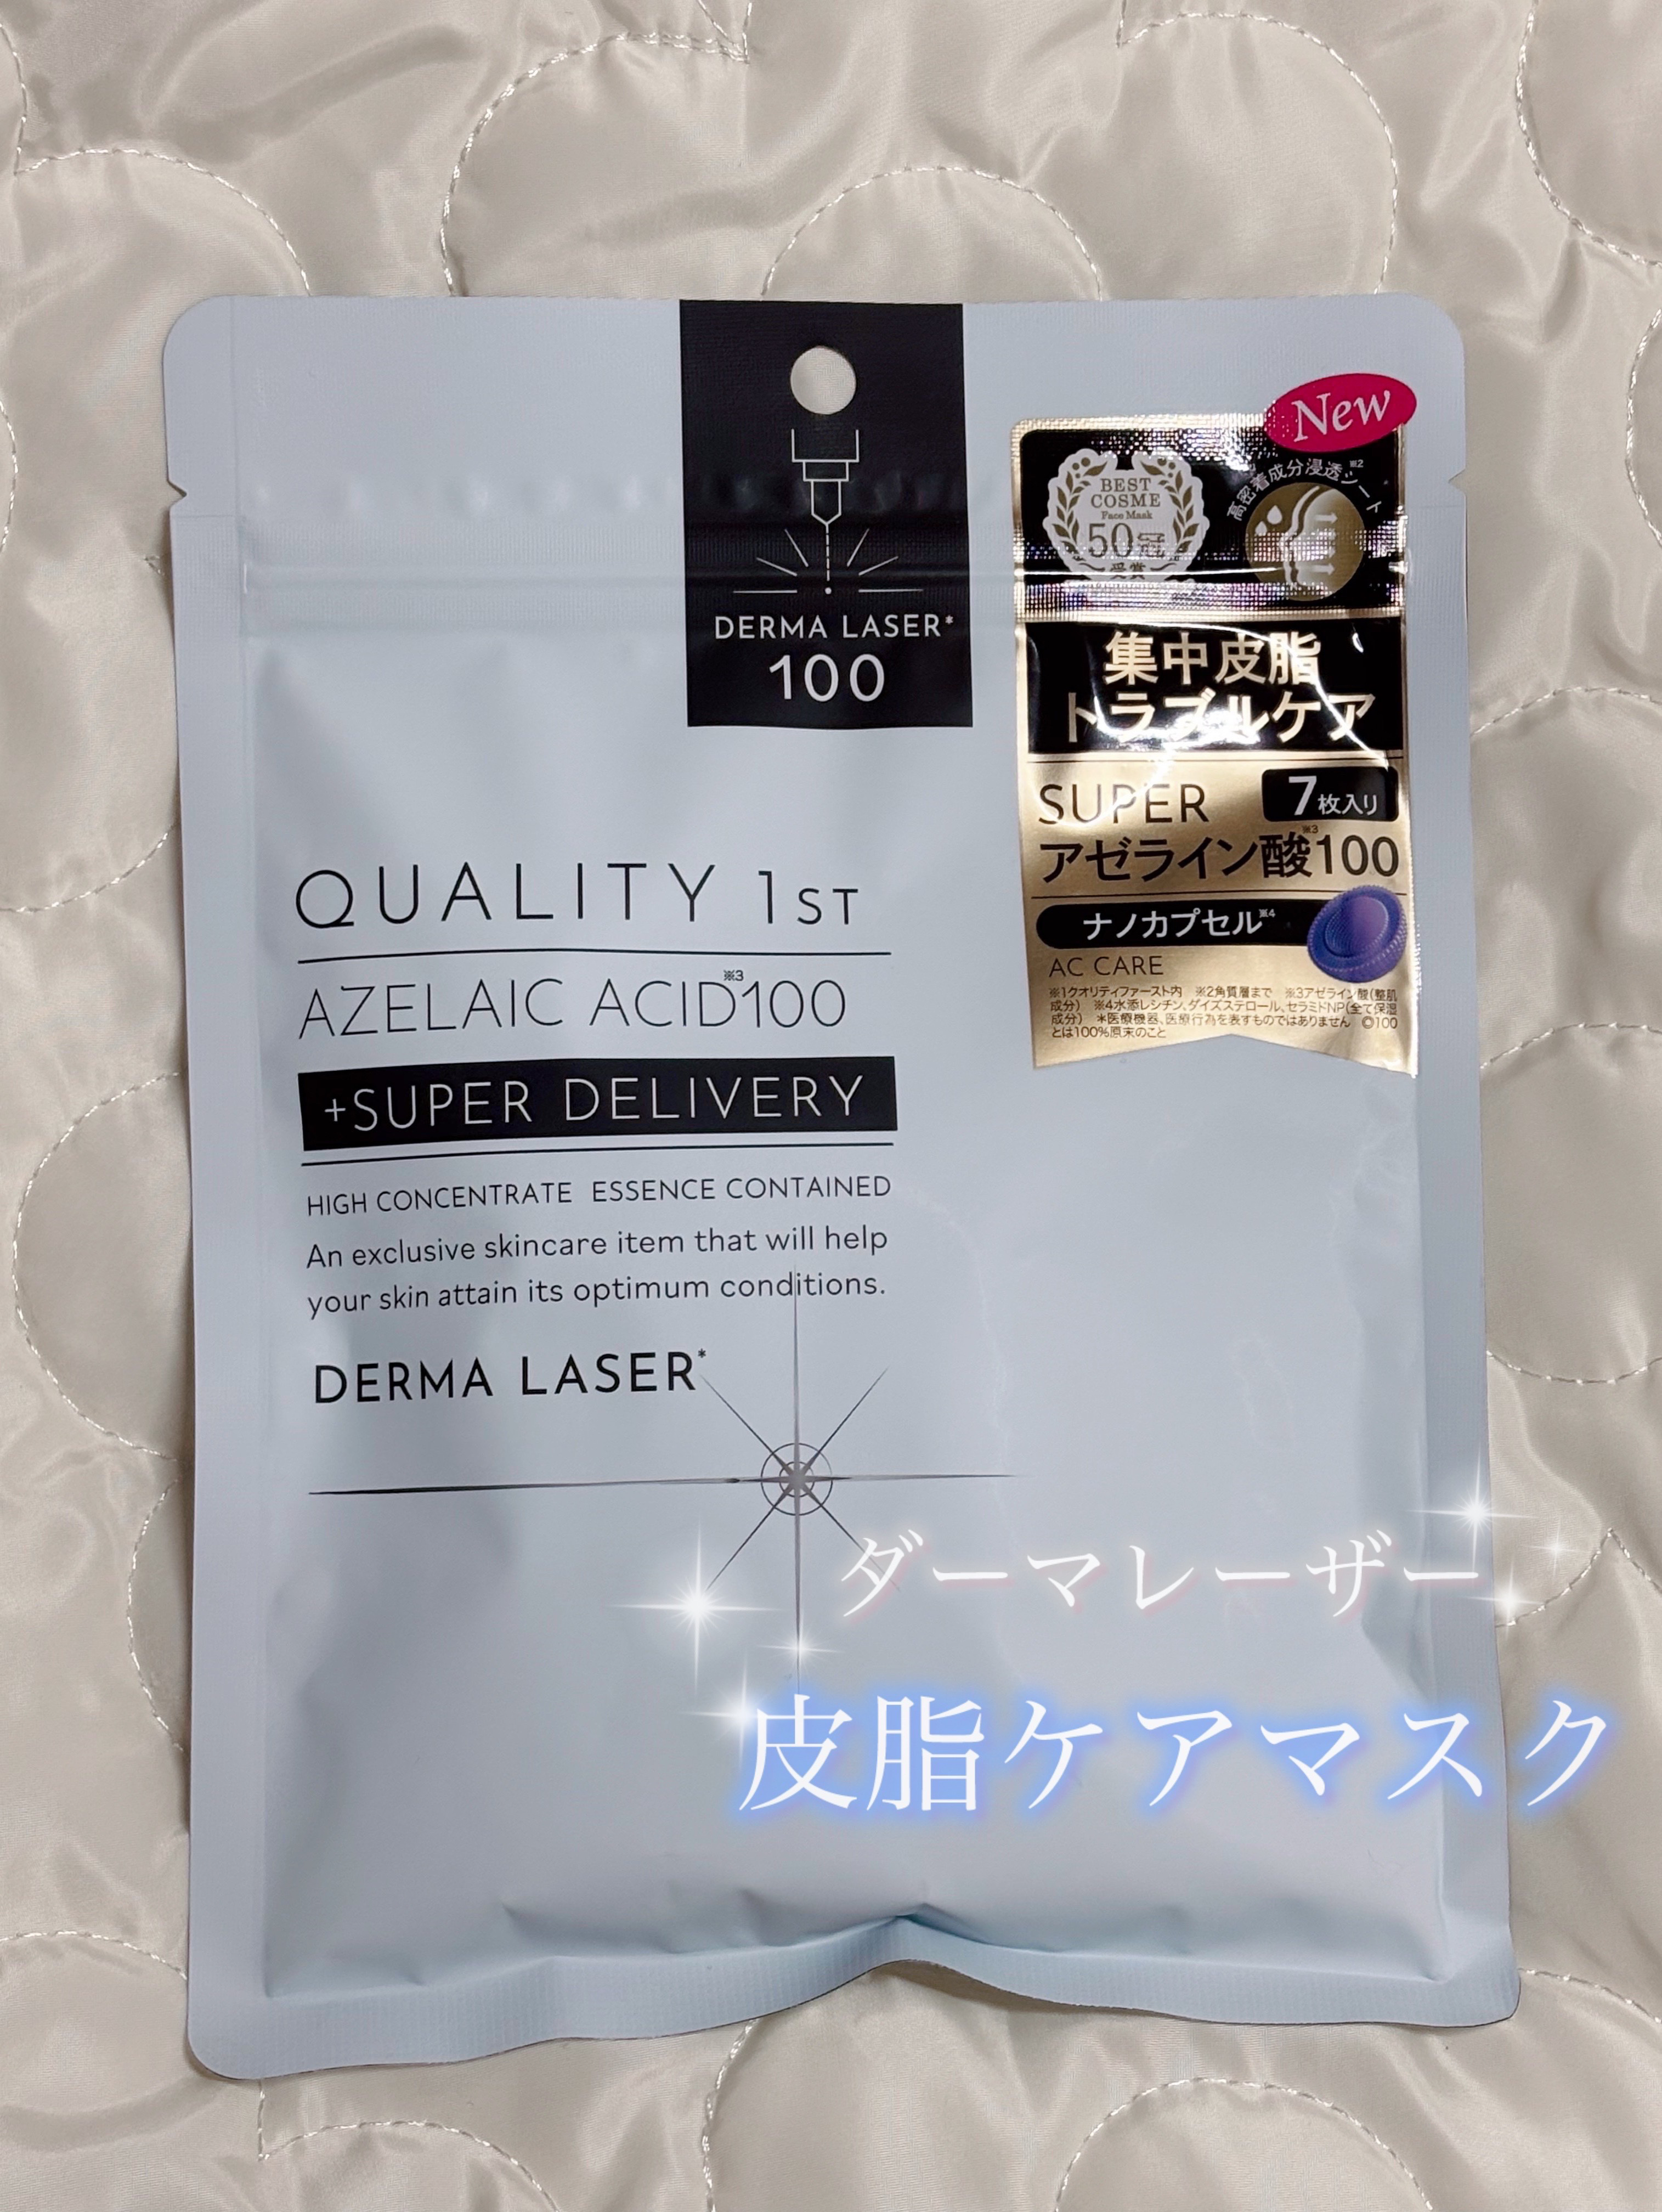 New
BEST
COSME
Face Mask
50冠
受賞
高密着成分浸透シート※2
DERMA LASER*
100
集中皮脂
トラブルケア
SUPER
7枚入り
アゼライン酸※3100
ナノカプセル※4
AC CARE
※1クオリティファースト内 ※2角質層まで ※3アゼライン酸(整肌
成分) ※4水添レシチン、ダイズステロール、セラミドNP(全て保湿
成分) *医療機器、医療行為を表すものではありません ©100
とは100%原末のこと
QUALITY 1ST
AZELAIC ACID※3100
+SUPER DELIVERY
HIGH CONCENTRATE ESSENCE CONTAINED
An exclusive skincare item that will help
your skin attain its optimum conditions.
DERMA LASER*
ダーマレーザー
皮脂ケアマスク